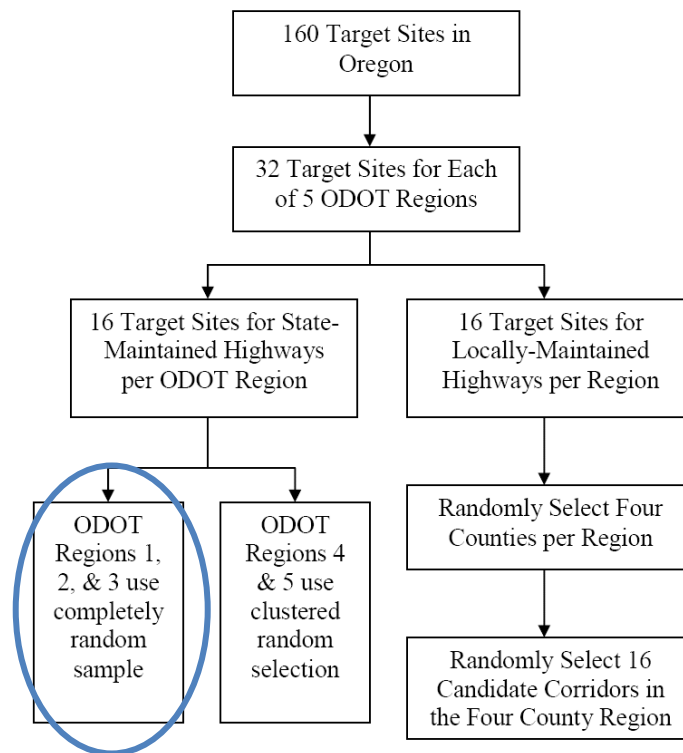 160 Target Sites in
Oregon
32 Target Sites for Each
of 5 ODOT Regions
16 Target Sites for State-
Maintained Highways
per ODOT Region
16 Target Sites for
Locally-Maintained
Highways per Region
ODOT
Regions 1,
2, & 3 use
completely
random
sample
ODOT
Regions 4
& 5 use
clustered
random
selection
Randomly Select Four
Counties per Region
Randomly Select 16
Candidate Corridors in
the Four County Region